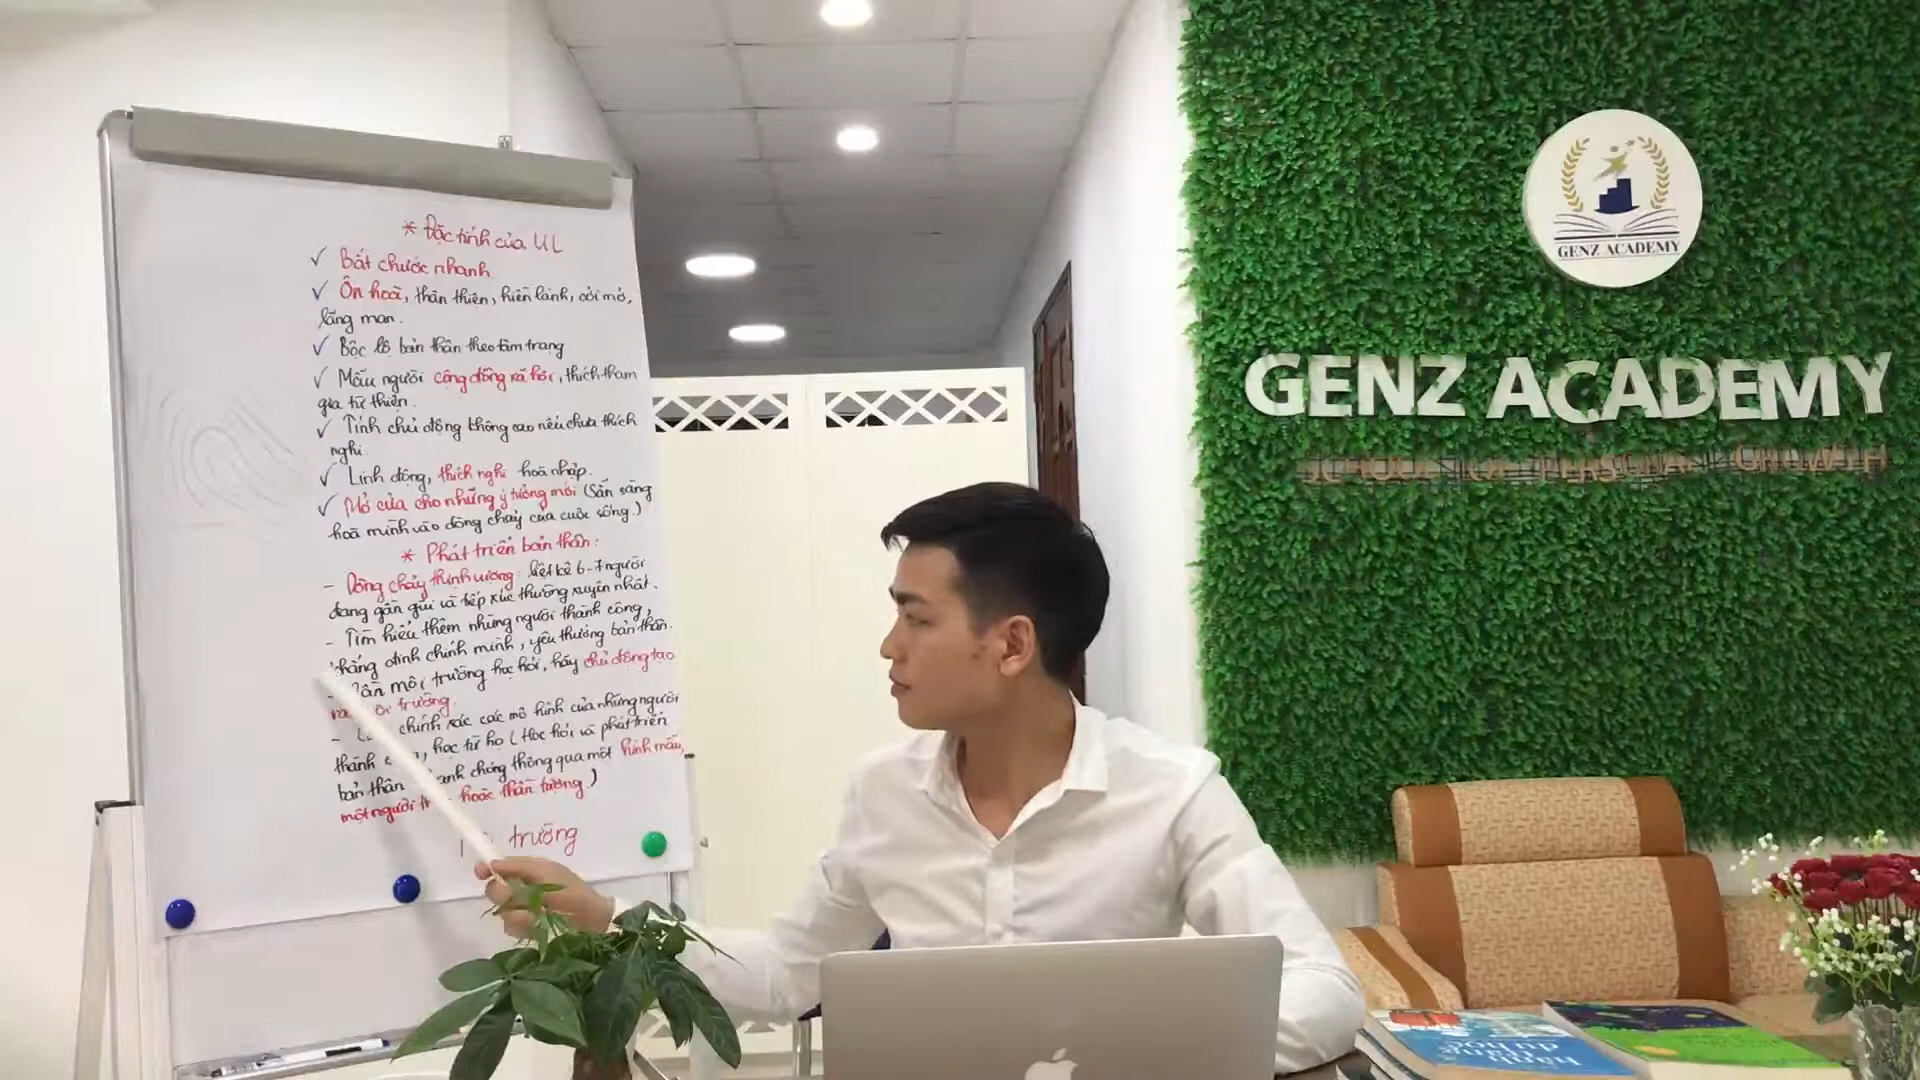 * Đặc tính của UL
✓ Bắt chước nhanh
✓ Ôn hoà, thân thiện, hiền lành, cởi mở,
lãng mạn.
✓ Bộc lộ bản thân theo tâm trạng
✓ Mẫu người cộng đồng xã hội, thích tham
gia từ thiện.
✓ Tính chủ động không cao nếu chưa thích
nghi.
✓ Linh động, thích nghi hoà nhập.
✓ Mở cửa cho những ý tưởng mới (Sẵn sàng
hoà mình vào dòng chảy của cuộc sống.)
* Phát triển bản thân:
- Dòng chảy thịnh vượng: liệt kê 6-7 người
đang gần gũi và tiếp xúc thường xuyên nhất.
- Tìm hiểu thêm những người thành công,
khẳng định chính mình, yêu thương bản thân.
- môi trường học hỏi, hãy chủ động tạo
trường.
- chính xác các mô hình của những người
thành học từ họ (Học hỏi và phát triển
bản thân chóng thông qua một hình mẫu,
một người hoặc thần tượng.)
trường
GENZ ACADEMY
GENZ ACADEMY
SCHOOL FOR PERSONAL GROWTH